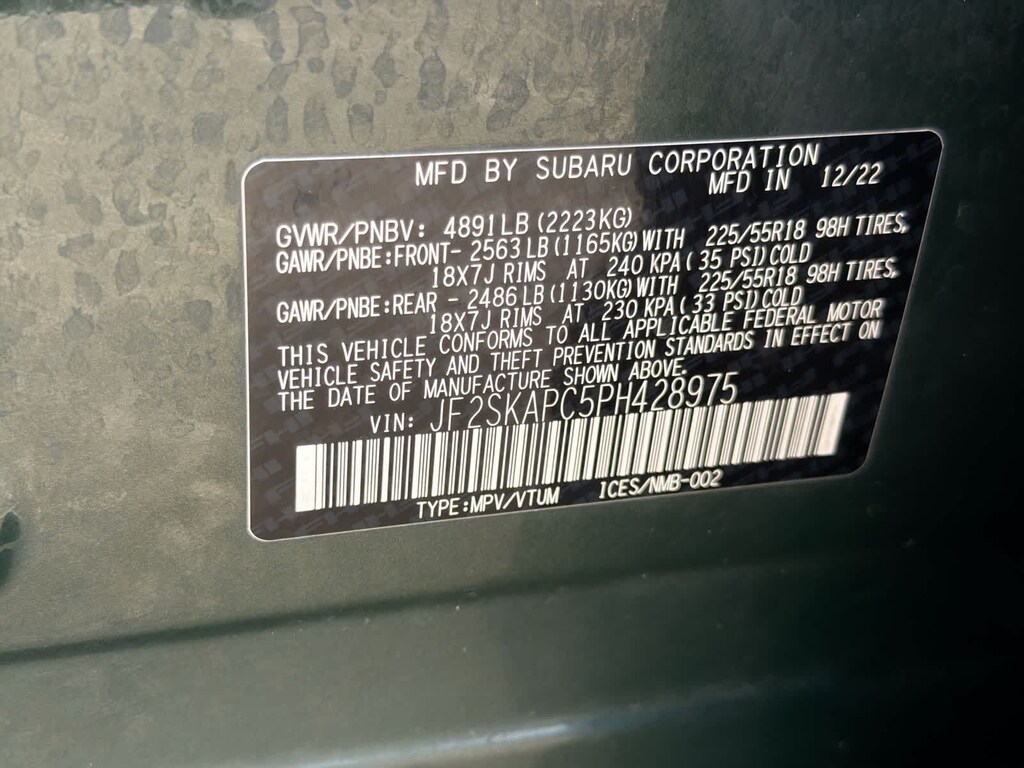 MFD BY SUBARU CORPORATION
MFD IN 12/22
GVWR/PNBV: 4891LB (2223KG)
GAWR/PNBE:FRONT- 2563LB (1165KG) WITH 225/55R18 98H TIRES,
18X7J RIMS AT 240 KPA ( 35 PSI) COLD
GAWR/PNBE:REAR - 2486LB (1130KG) WITH 225/55R18 98H TIRES,
18X7J RIMS AT 230 KPA ( 33 PSI) COLD
THIS VEHICLE CONFORMS TO ALL APPLICABLE FEDERAL MOTOR
VEHICLE SAFETY AND THEFT PREVENTION STANDARDS IN EFFECT ON
THE DATE OF MANUFACTURE SHOWN ABOVE.
VIN: JF2SKAPC5PH428975
TYPE:MPV/VTUM ICES/NMB-002